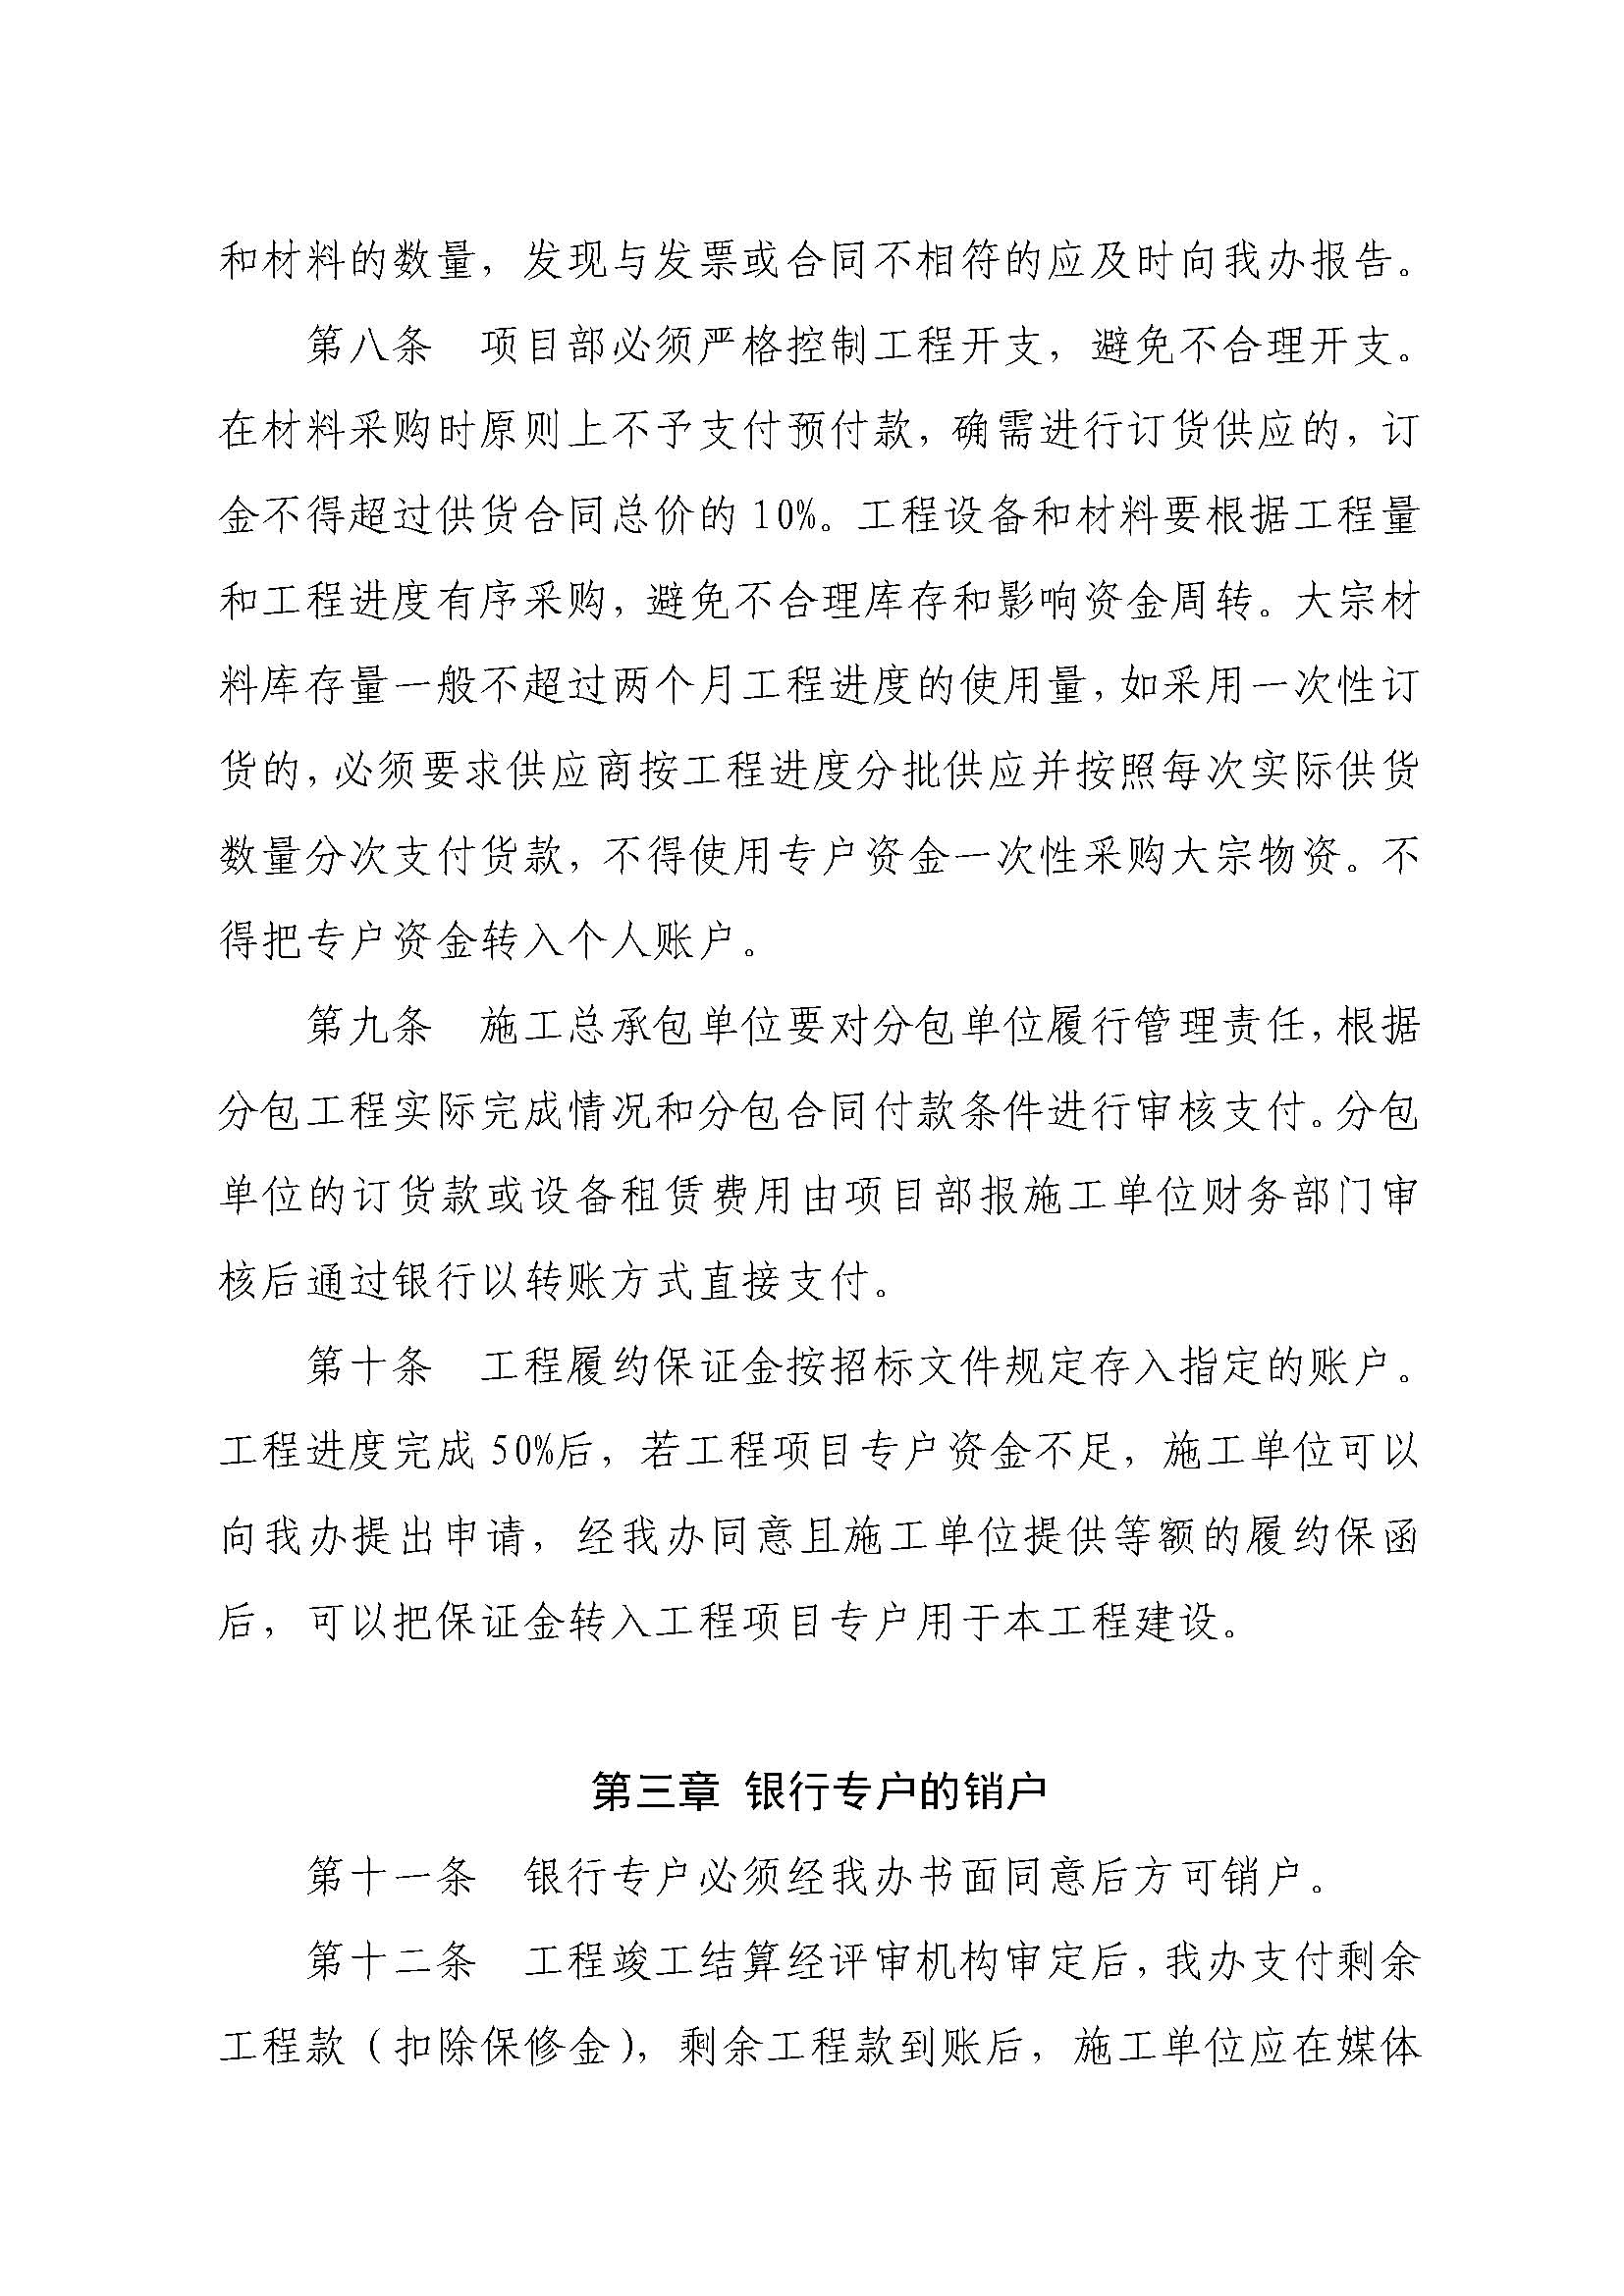 和材料的数量，发现与发票或合同不相符的应及时向我办报告。
第八条　项目部必须严格控制工程开支，避免不合理开支。
在材料采购时原则上不予支付预付款，确需进行订货供应的，订
金不得超过供货合同总价的 10%。工程设备和材料要根据工程量
和工程进度有序采购，避免不合理库存和影响资金周转。大宗材
料库存量一般不超过两个月工程进度的使用量，如采用一次性订
货的，必须要求供应商按工程进度分批供应并按照每次实际供货
数量分次支付货款，不得使用专户资金一次性采购大宗物资。不
得把专户资金转入个人账户。
第九条　施工总承包单位要对分包单位履行管理责任，根据
分包工程实际完成情况和分包合同付款条件进行审核支付。分包
单位的订货款或设备租赁费用由项目部报施工单位财务部门审
核后通过银行以转账方式直接支付。
第十条　工程履约保证金按招标文件规定存入指定的账户。
工程进度完成 50%后，若工程项目专户资金不足，施工单位可以
向我办提出申请，经我办同意且施工单位提供等额的履约保函
后，可以把保证金转入工程项目专户用于本工程建设。
第三章 银行专户的销户
第十一条　银行专户必须经我办书面同意后方可销户。
第十二条　工程竣工结算经评审机构审定后，我办支付剩余
工程款（扣除保修金），剩余工程款到账后，施工单位应在媒体